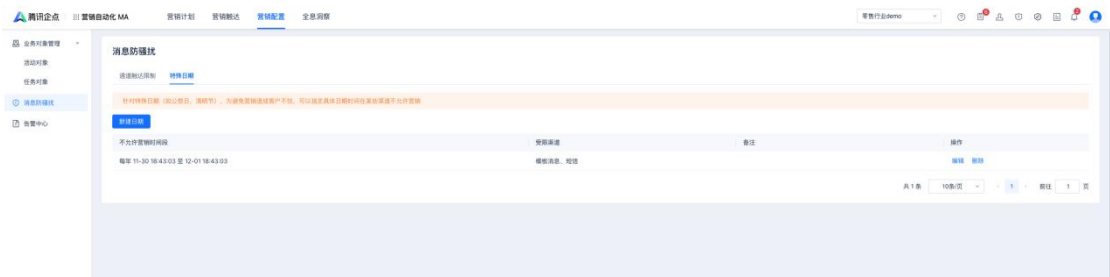 腾讯企点 营销自动化 MA 营销计划 营销触达 营销配置 全息洞察 零售行业demo
业务对象管理
活动对象
任务对象
消息防骚扰
告警中心
消息防骚扰
渠道触达限制 特殊日期
针对特殊日期（如公祭日、清明节），为避免营销造成客户不悦，可以指定具体日期时间在某些渠道不允许营销
新建日期
不允许营销时间段 受限渠道 备注 操作
每年 11-30 18:43:03 至 12-01 18:43:03 模板消息、短信 编辑 删除
共 1 条 10条/页 1 前往 1 页